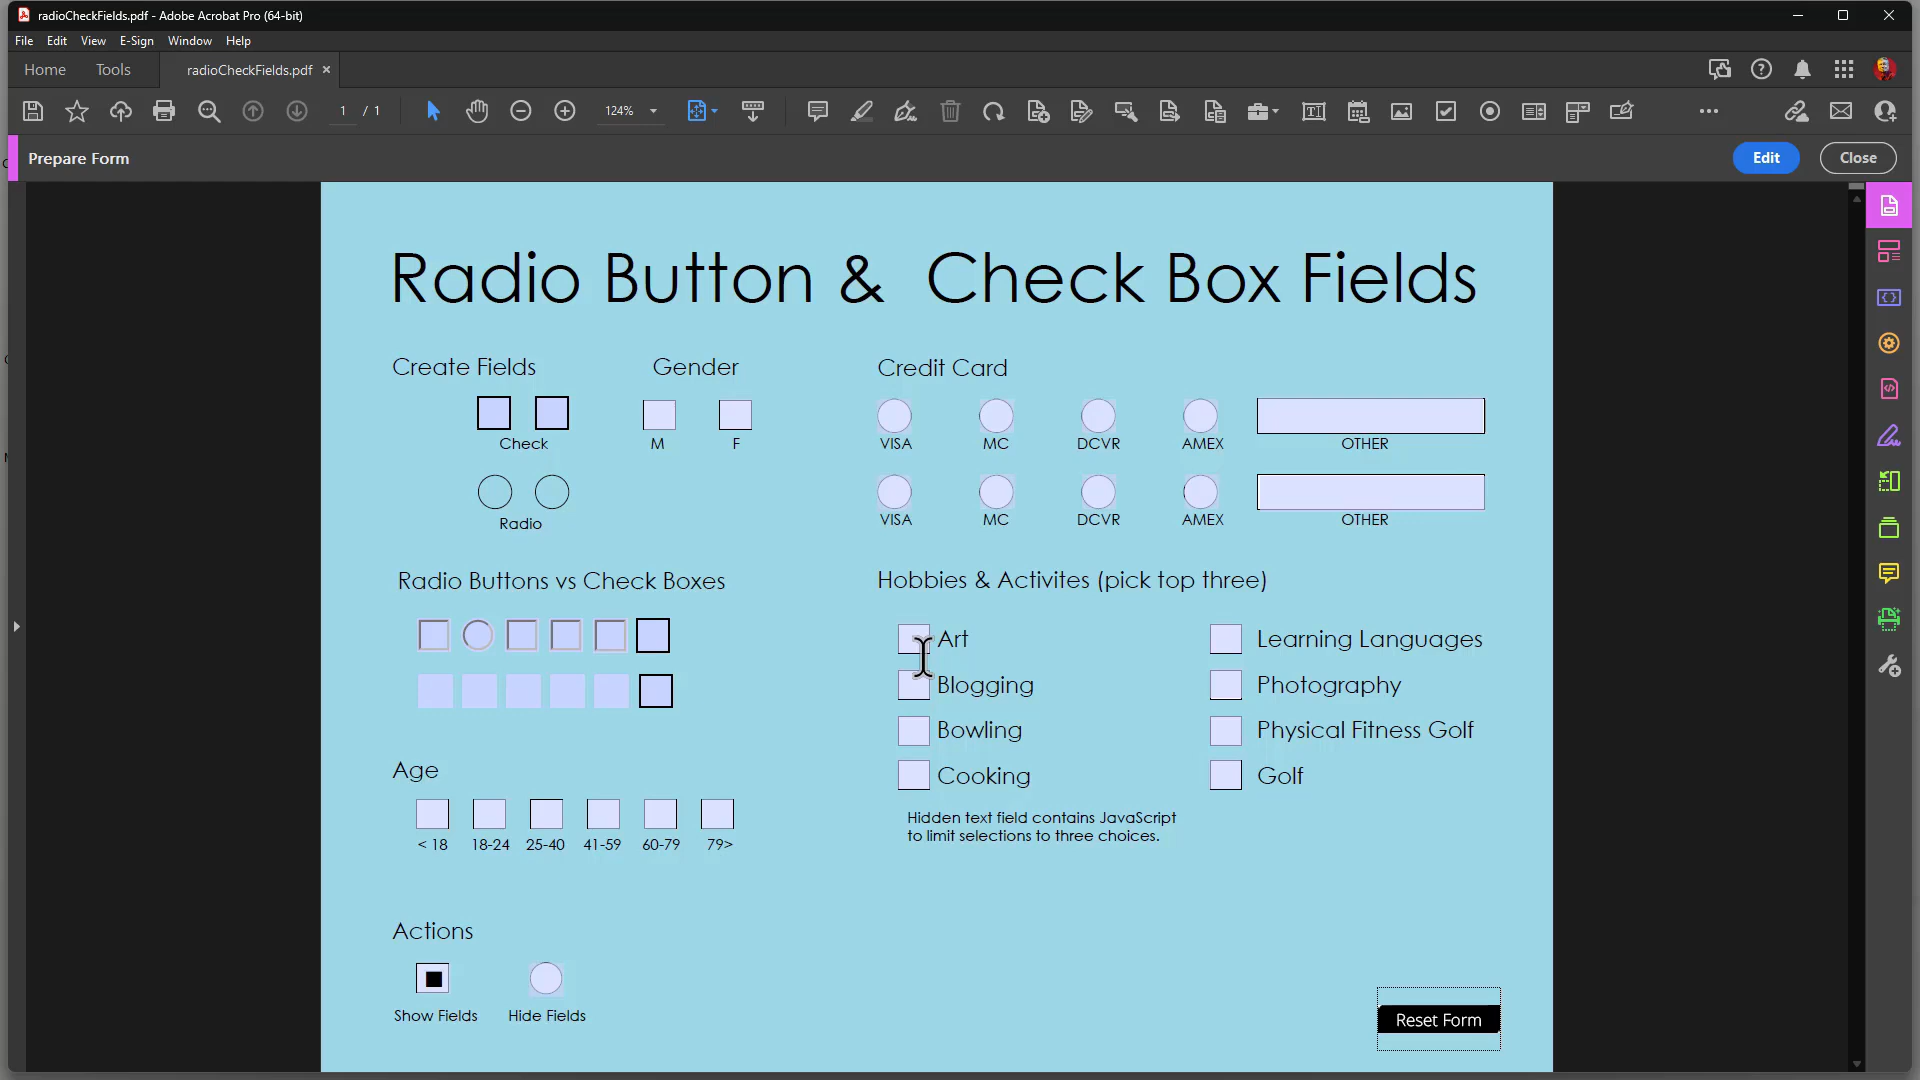 radioCheckFields.pdf - Adobe Acrobat Pro (64-bit)
File Edit View E-Sign Window Help
Home Tools radioCheckFields.pdf
1 / 1 124%
Prepare Form Edit Close
Radio Button & Check Box Fields
Create Fields Gender Credit Card
Check M F VISA MC DCVR AMEX OTHER
Radio VISA MC DCVR AMEX OTHER
Radio Buttons vs Check Boxes Hobbies & Activites (pick top three)
Art Learning Languages
Blogging Photography
Bowling Physical Fitness Golf
Age
Cooking Golf
Hidden text field contains JavaScript
to limit selections to three choices.
< 18 18-24 25-40 41-59 60-79 79>
Actions
Show Fields Hide Fields
Reset Form